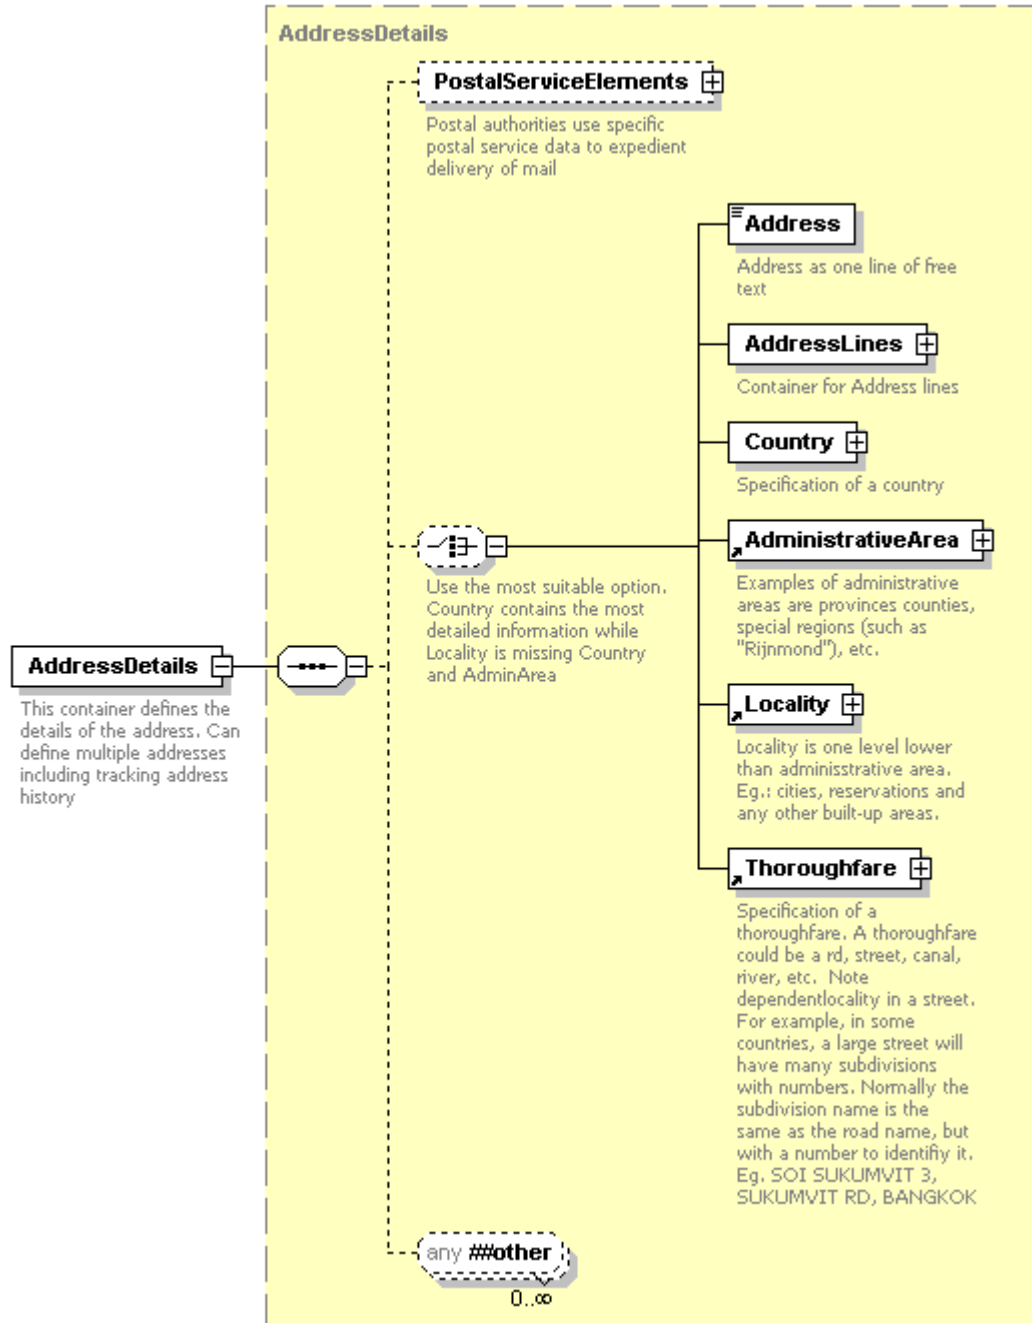 AddressDetails
PostalServiceElements
Postal authorities use specific
postal service data to expedient
delivery of mail
Address
Address as one line of free
text
AddressLines
Container for Address lines
Country
Specification of a country
AdministrativeArea
Examples of administrative
areas are provinces counties,
special regions (such as
"Rijnmond"), etc.
Use the most suitable option.
Country contains the most
detailed information while
Locality is missing Country
and AdminArea
AddressDetails
This container defines the
details of the address. Can
define multiple addresses
including tracking address
history
Locality
Locality is one level lower
than adminisstrative area.
Eg.: cities, reservations and
any other built-up areas.
Thoroughfare
Specification of a
thoroughfare. A thoroughfare
could be a rd, street, canal,
river, etc.  Note
dependentlocality in a street.
For example, in some
countries, a large street will
have many subdivisions
with numbers. Normally the
subdivision name is the
same as the road name, but
with a number to identifiy it.
Eg. SOI SUKUMVIT 3,
SUKUMVIT RD, BANGKOK
any ##other
0..∞